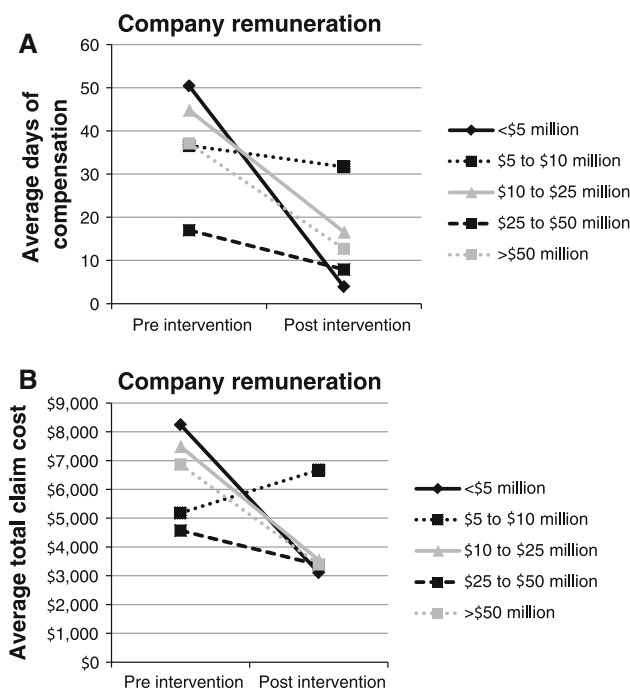 A
Company remuneration
Average days of
compensation
60
50
40
30
20
10
0
Pre intervention
Post intervention
<$5 million
$5 to $10 million
$10 to $25 million
$25 to $50 million
>$50 million
B
Company remuneration
Average total claim cost
$9,000
$8,000
$7,000
$6,000
$5,000
$4,000
$3,000
$2,000
$1,000
$0
Pre intervention
Post intervention
<$5 million
$5 to $10 million
$10 to $25 million
$25 to $50 million
>$50 million